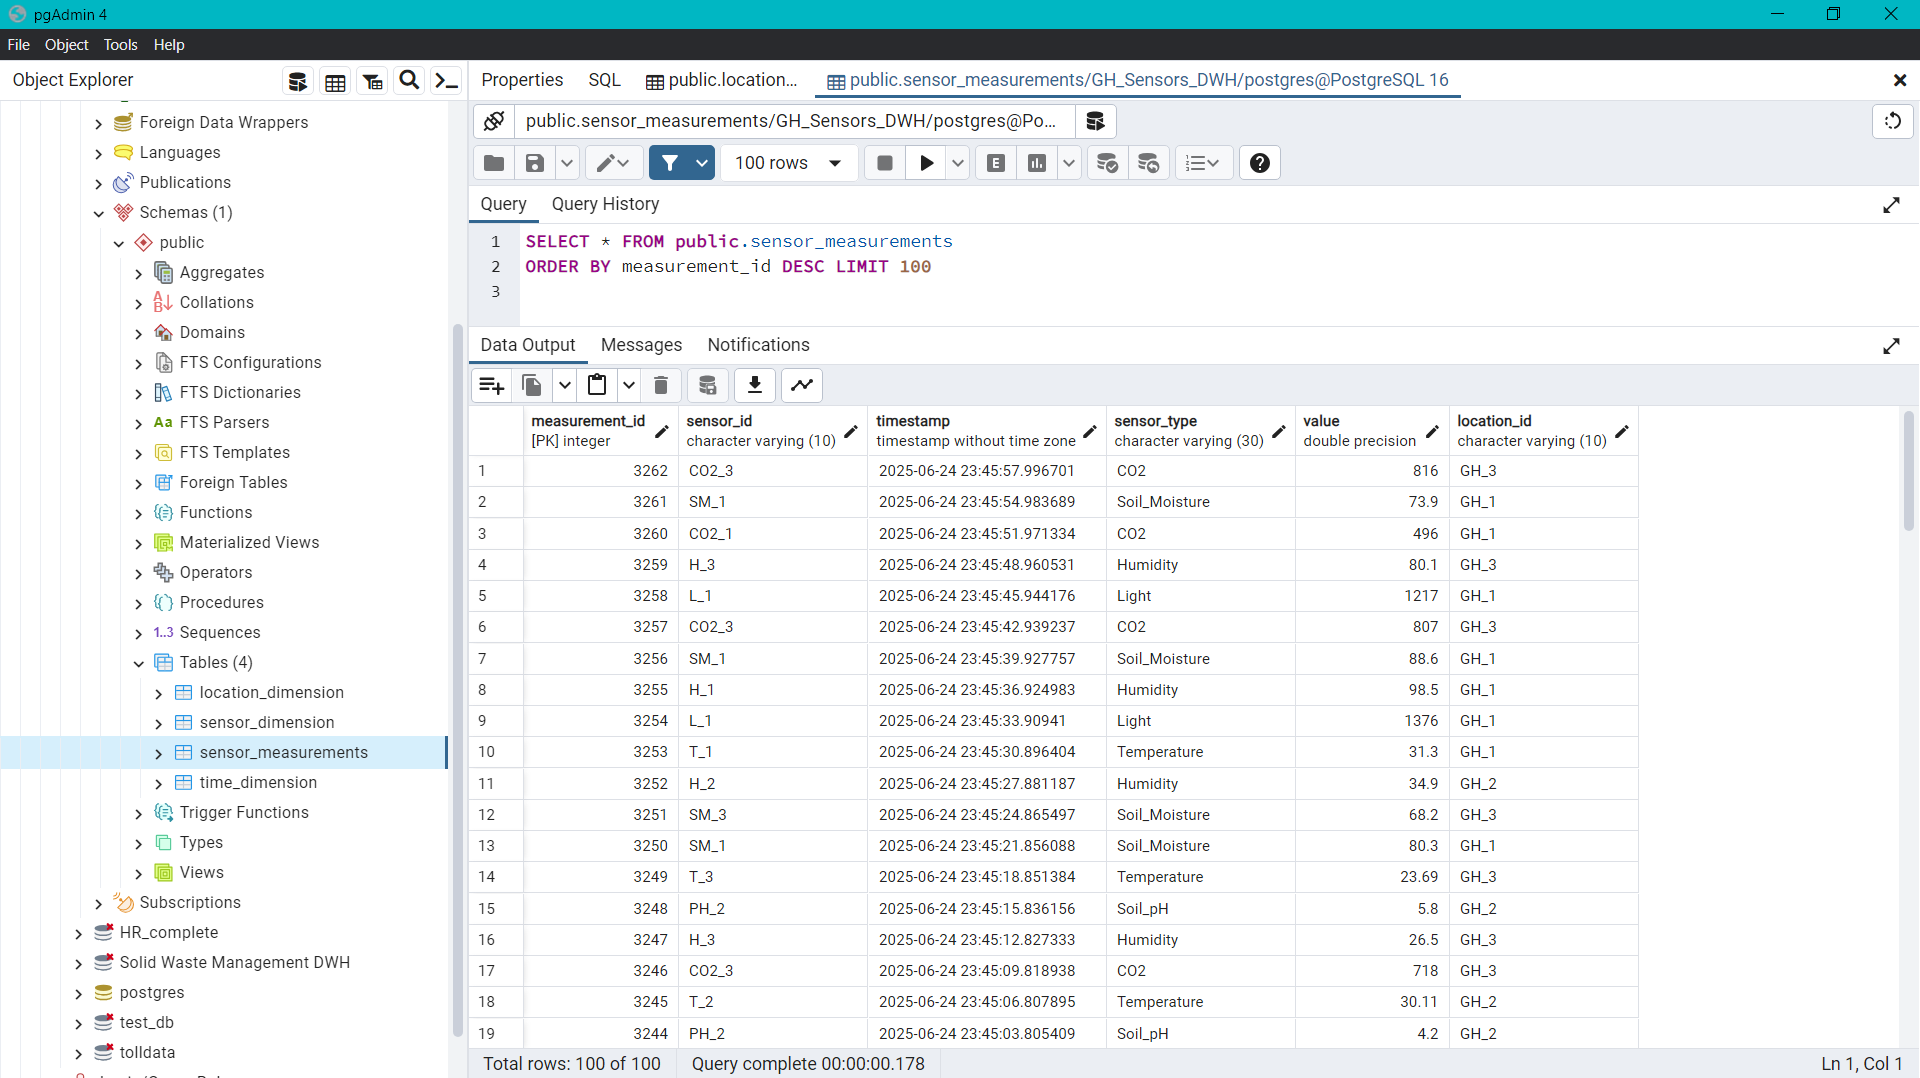 pgAdmin 4
File Object Tools Help
Object Explorer
Foreign Data Wrappers
Languages
Publications
Schemas (1)
public
Aggregates
Collations
Domains
FTS Configurations
FTS Dictionaries
Aa FTS Parsers
FTS Templates
Foreign Tables
Functions
Materialized Views
Operators
Procedures
1..3 Sequences
Tables (4)
location_dimension
sensor_dimension
sensor_measurements
time_dimension
Trigger Functions
Types
Views
Subscriptions
HR_complete
Solid Waste Management DWH
postgres
test_db
tolldata
Properties SQL public.location... public.sensor_measurements/GH_Sensors_DWH/postgres@PostgreSQL 16
public.sensor_measurements/GH_Sensors_DWH/postgres@Po...
100 rows E
Query Query History
1 SELECT * FROM public.sensor_measurements
2 ORDER BY measurement_id DESC LIMIT 100
3
Data Output Messages Notifications
measurement_id sensor_id timestamp sensor_type value location_id
[PK] integer character varying (10) timestamp without time zone character varying (30) double precision character varying (10)
1 3262 CO2_3 2025-06-24 23:45:57.996701 CO2 816 GH_3
2 3261 SM_1 2025-06-24 23:45:54.983689 Soil_Moisture 73.9 GH_1
3 3260 CO2_1 2025-06-24 23:45:51.971334 CO2 496 GH_1
4 3259 H_3 2025-06-24 23:45:48.960531 Humidity 80.1 GH_3
5 3258 L_1 2025-06-24 23:45:45.944176 Light 1217 GH_1
6 3257 CO2_3 2025-06-24 23:45:42.939237 CO2 807 GH_3
7 3256 SM_1 2025-06-24 23:45:39.927757 Soil_Moisture 88.6 GH_1
8 3255 H_1 2025-06-24 23:45:36.924983 Humidity 98.5 GH_1
9 3254 L_1 2025-06-24 23:45:33.90941 Light 1376 GH_1
10 3253 T_1 2025-06-24 23:45:30.896404 Temperature 31.3 GH_1
11 3252 H_2 2025-06-24 23:45:27.881187 Humidity 34.9 GH_2
12 3251 SM_3 2025-06-24 23:45:24.865497 Soil_Moisture 68.2 GH_3
13 3250 SM_1 2025-06-24 23:45:21.856088 Soil_Moisture 80.3 GH_1
14 3249 T_3 2025-06-24 23:45:18.851384 Temperature 23.69 GH_3
15 3248 PH_2 2025-06-24 23:45:15.836156 Soil_pH 5.8 GH_2
16 3247 H_3 2025-06-24 23:45:12.827333 Humidity 26.5 GH_3
17 3246 CO2_3 2025-06-24 23:45:09.818938 CO2 718 GH_3
18 3245 T_2 2025-06-24 23:45:06.807895 Temperature 30.11 GH_2
19 3244 PH_2 2025-06-24 23:45:03.805409 Soil_pH 4.2 GH_2
Total rows: 100 of 100 Query complete 00:00:00.178 Ln 1, Col 1